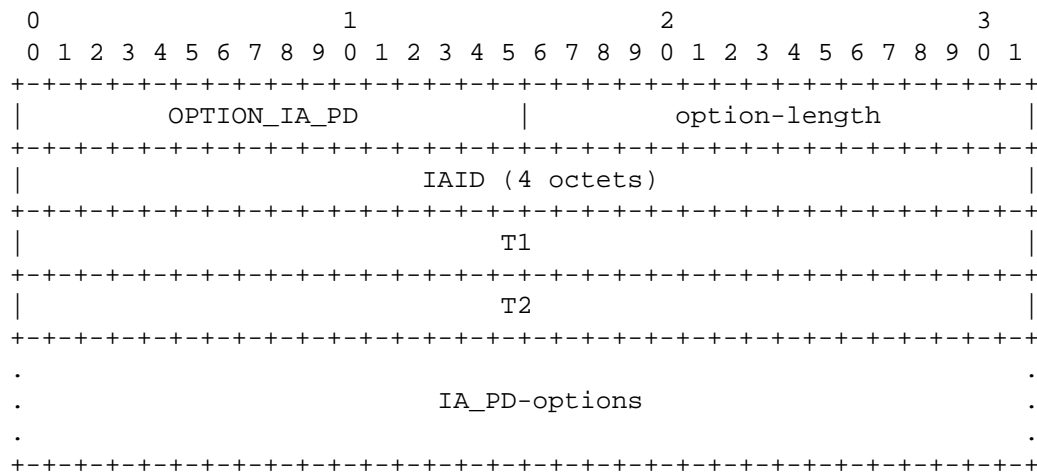 0                   1                   2                   3
 0 1 2 3 4 5 6 7 8 9 0 1 2 3 4 5 6 7 8 9 0 1 2 3 4 5 6 7 8 9 0 1
+-+-+-+-+-+-+-+-+-+-+-+-+-+-+-+-+-+-+-+-+-+-+-+-+-+-+-+-+-+-+-+-+
|         OPTION_IA_PD          |         option-length         |
+-+-+-+-+-+-+-+-+-+-+-+-+-+-+-+-+-+-+-+-+-+-+-+-+-+-+-+-+-+-+-+-+
|                         IAID (4 octets)                       |
+-+-+-+-+-+-+-+-+-+-+-+-+-+-+-+-+-+-+-+-+-+-+-+-+-+-+-+-+-+-+-+-+
|                              T1                               |
+-+-+-+-+-+-+-+-+-+-+-+-+-+-+-+-+-+-+-+-+-+-+-+-+-+-+-+-+-+-+-+-+
|                              T2                               |
+-+-+-+-+-+-+-+-+-+-+-+-+-+-+-+-+-+-+-+-+-+-+-+-+-+-+-+-+-+-+-+-+
.                                                               .
.                          IA_PD-options                        .
.                                                               .
+-+-+-+-+-+-+-+-+-+-+-+-+-+-+-+-+-+-+-+-+-+-+-+-+-+-+-+-+-+-+-+-+